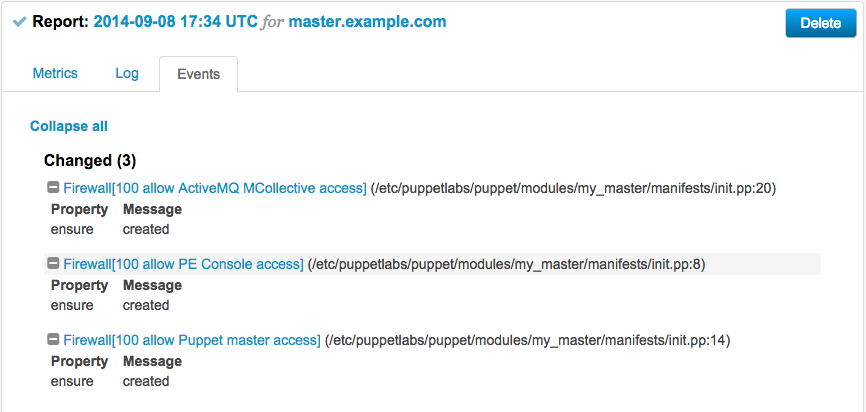 Report: 2014-09-08 17:34 UTC for master.example.com
Delete
Metrics Log Events
Collapse all
Changed (3)
Firewall[100 allow ActiveMQ MCollective access] (/etc/puppetlabs/puppet/modules/my_master/manifests/init.pp:20)
Property Message
ensure created
Firewall[100 allow PE Console access] (/etc/puppetlabs/puppet/modules/my_master/manifests/init.pp:8)
Property Message
ensure created
Firewall[100 allow Puppet master access] (/etc/puppetlabs/puppet/modules/my_master/manifests/init.pp:14)
Property Message
ensure created